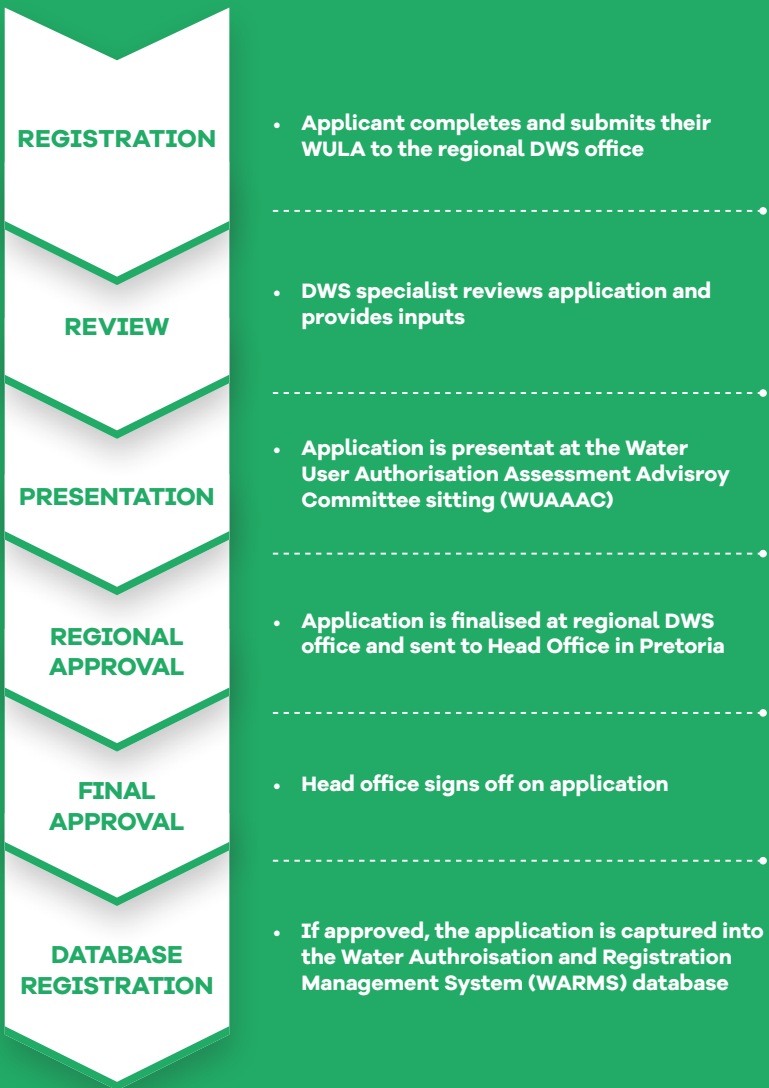 REGISTRATION
• Applicant completes and submits their
WULA to the regional DWS office
REVIEW
• DWS specialist reviews application and
provides inputs
PRESENTATION
• Application is presentat at the Water
User Authorisation Assessment Advisroy
Committee sitting (WUAAAC)
REGIONAL
APPROVAL
• Application is finalised at regional DWS
office and sent to Head Office in Pretoria
FINAL
APPROVAL
• Head office signs off on application
DATABASE
REGISTRATION
• If approved, the application is captured into
the Water Authroisation and Registration
Management System (WARMS) database